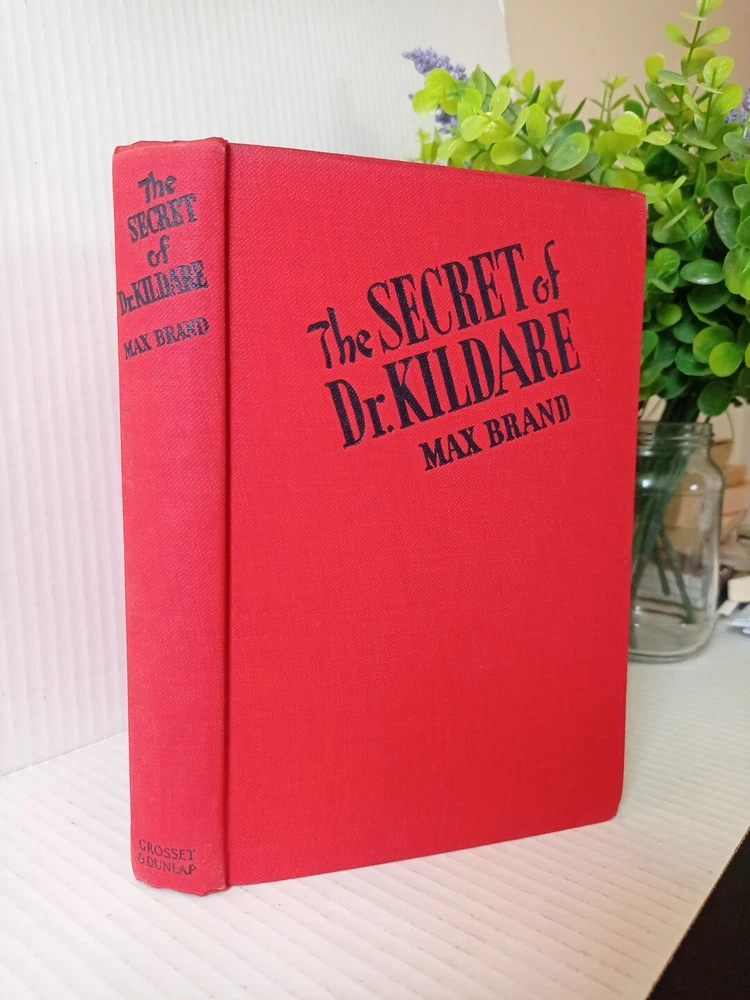 The
SECRET
of
Dr. KILDARE
MAX BRAND
GROSSET
& DUNLAP
The SECRET of
Dr. KILDARE
MAX BRAND